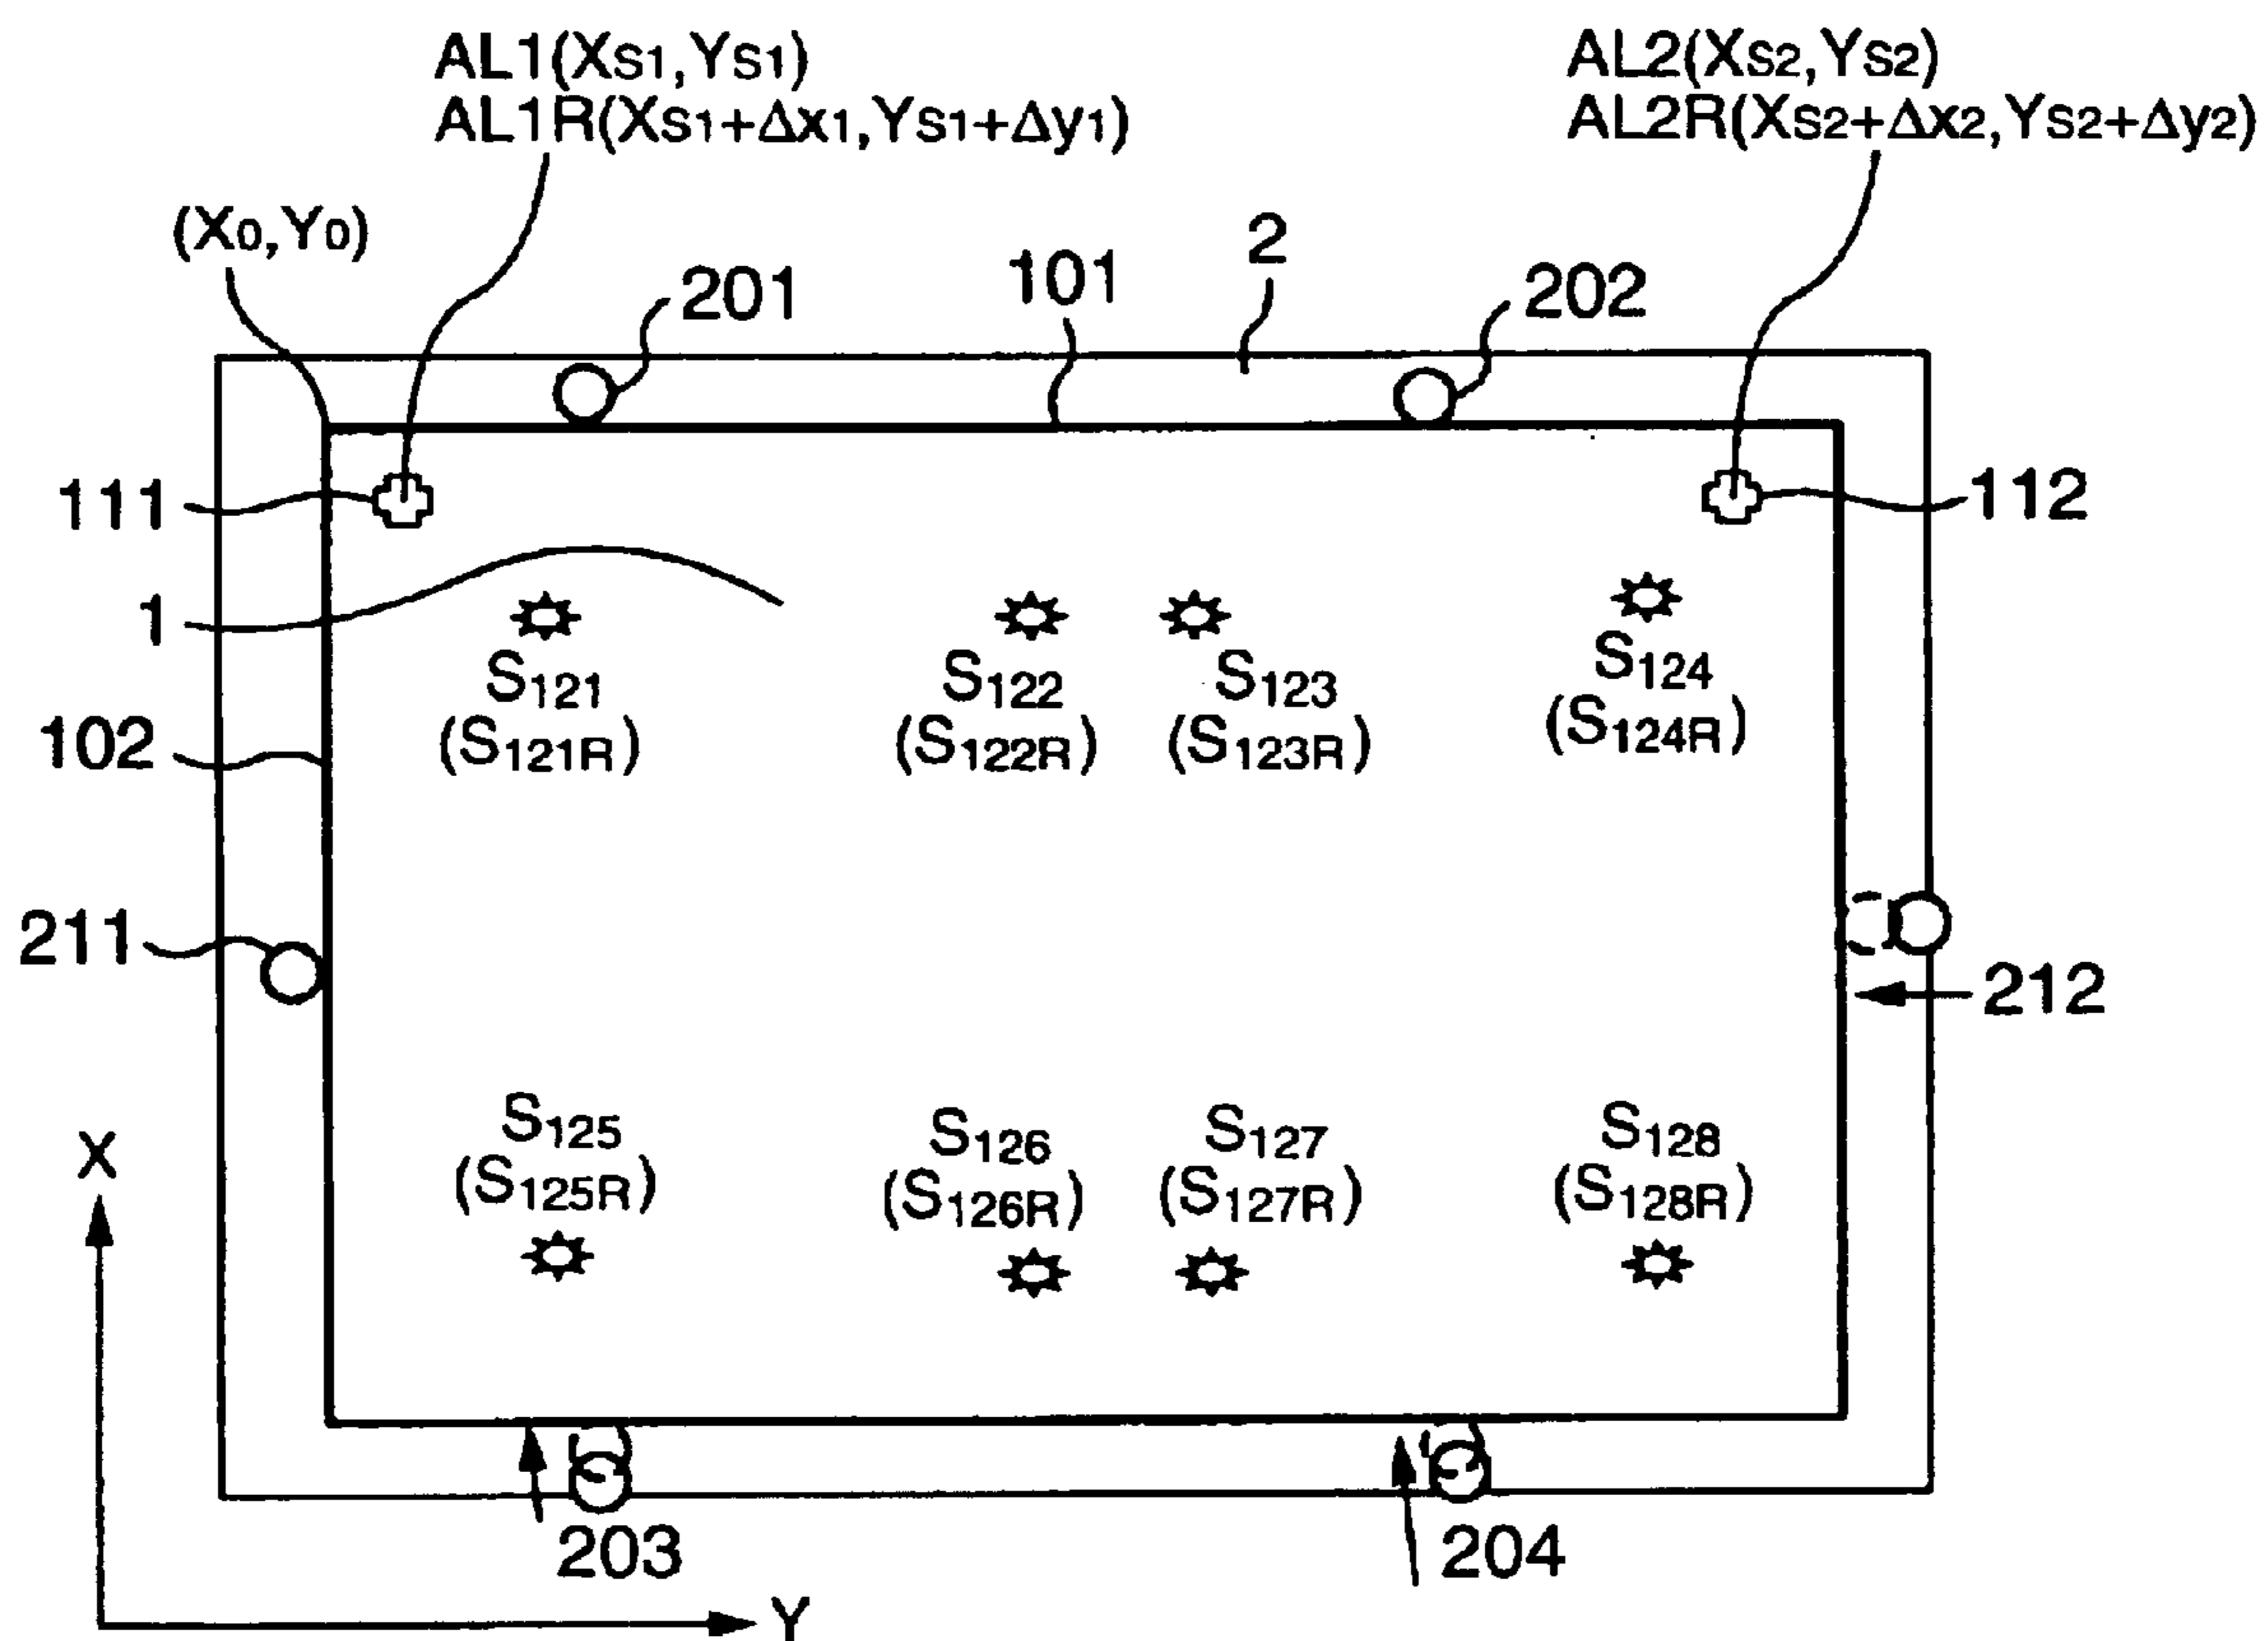 AL1(XS1,YS1)
AL1R(XS1+Δx1,YS1+Δy1)
AL2(XS2,YS2)
AL2R(XS2+Δx2,YS2+Δy2)
(X0,Y0)
201
101
2
202
111
112
1
S121
(S121R)
S122
(S122R)
S123
(S123R)
S124
(S124R)
102
211
212
S125
(S125R)
S126
(S126R)
S127
(S127R)
S128
(S128R)
X
203
204
Y